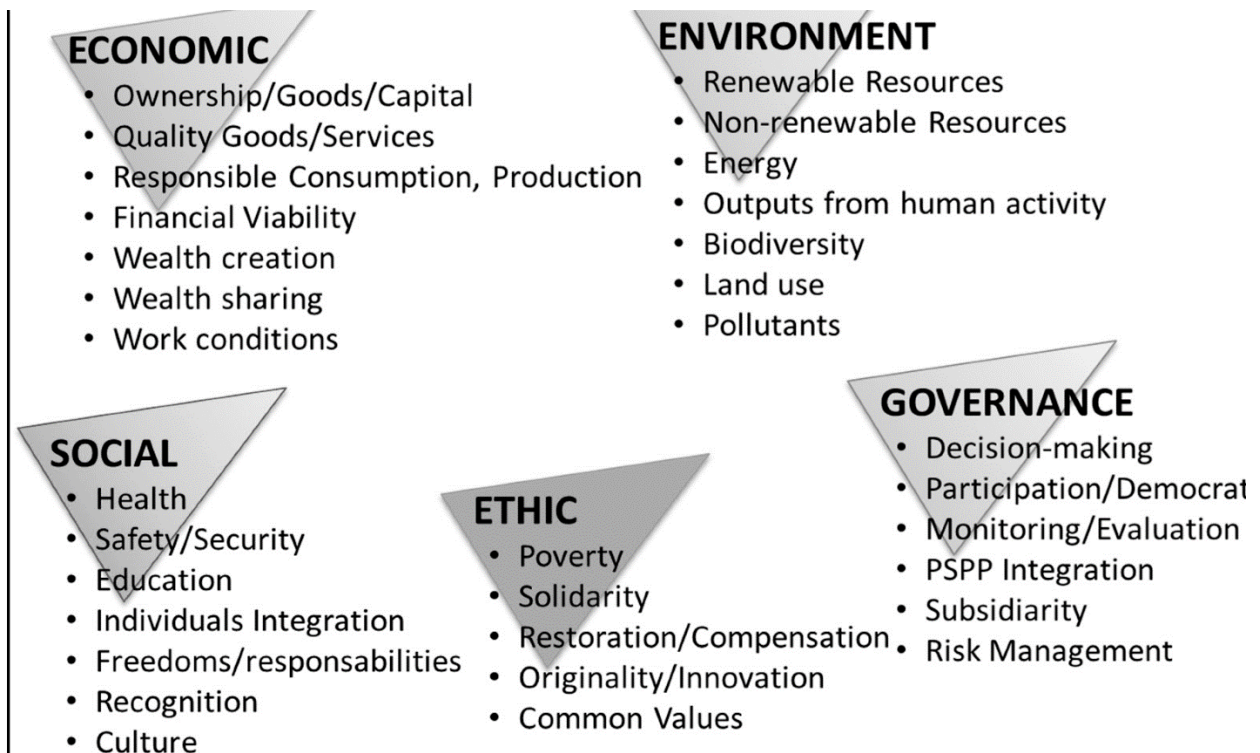 ECONOMIC
• Ownership/Goods/Capital
• Quality Goods/Services
• Responsible Consumption, Production
• Financial Viability
• Wealth creation
• Wealth sharing
• Work conditions
ENVIRONMENT
• Renewable Resources
• Non-renewable Resources
• Energy
• Outputs from human activity
• Biodiversity
• Land use
• Pollutants
SOCIAL
• Health
• Safety/Security
• Education
• Individuals Integration
• Freedoms/responsabilities
• Recognition
• Culture
ETHIC
• Poverty
• Solidarity
• Restoration/Compensation
• Originality/Innovation
• Common Values
GOVERNANCE
• Decision-making
• Participation/Democrat
• Monitoring/Evaluation
• PSPP Integration
• Subsidiarity
• Risk Management